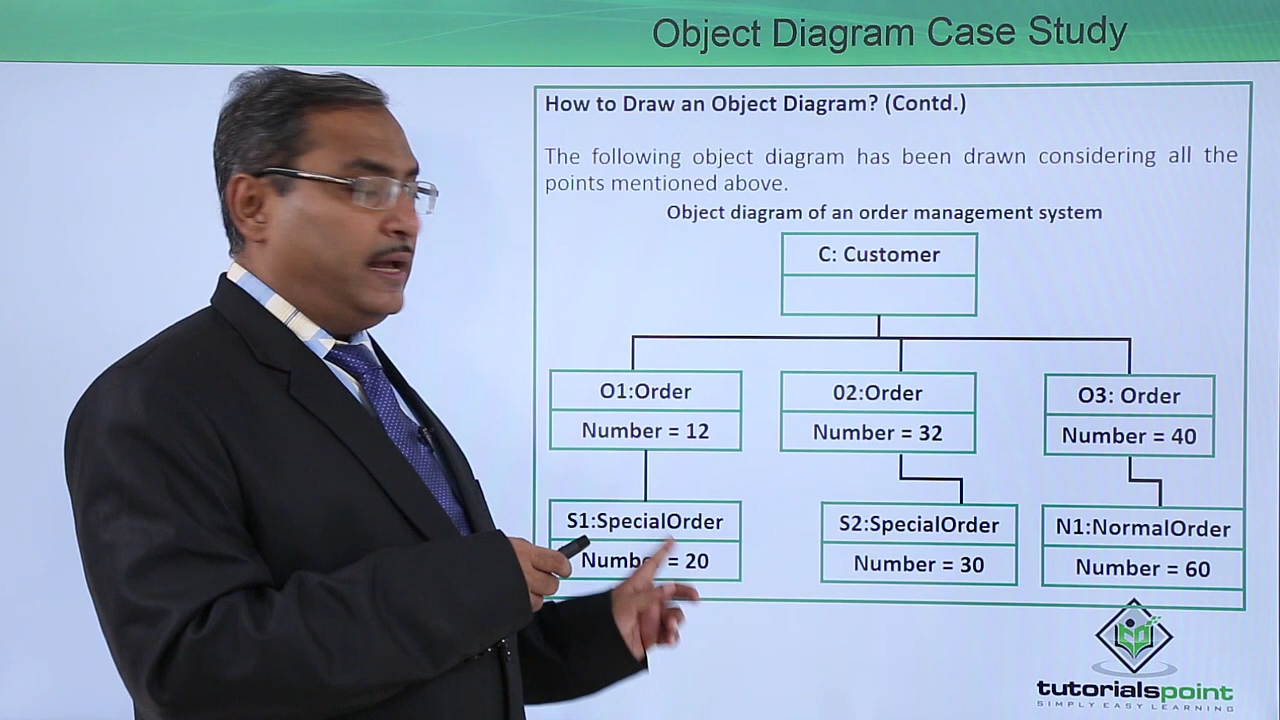 Object Diagram Case Study
How to Draw an Object Diagram? (Contd.)
The following object diagram has been drawn considering all the
points mentioned above.
Object diagram of an order management system
C: Customer
O1:Order
Number = 12
02:Order
Number = 32
O3: Order
Number = 40
S1:SpecialOrder
Number = 20
S2:SpecialOrder
Number = 30
N1:NormalOrder
Number = 60
tutorialspoint
SIMPLY EASY LEARNING